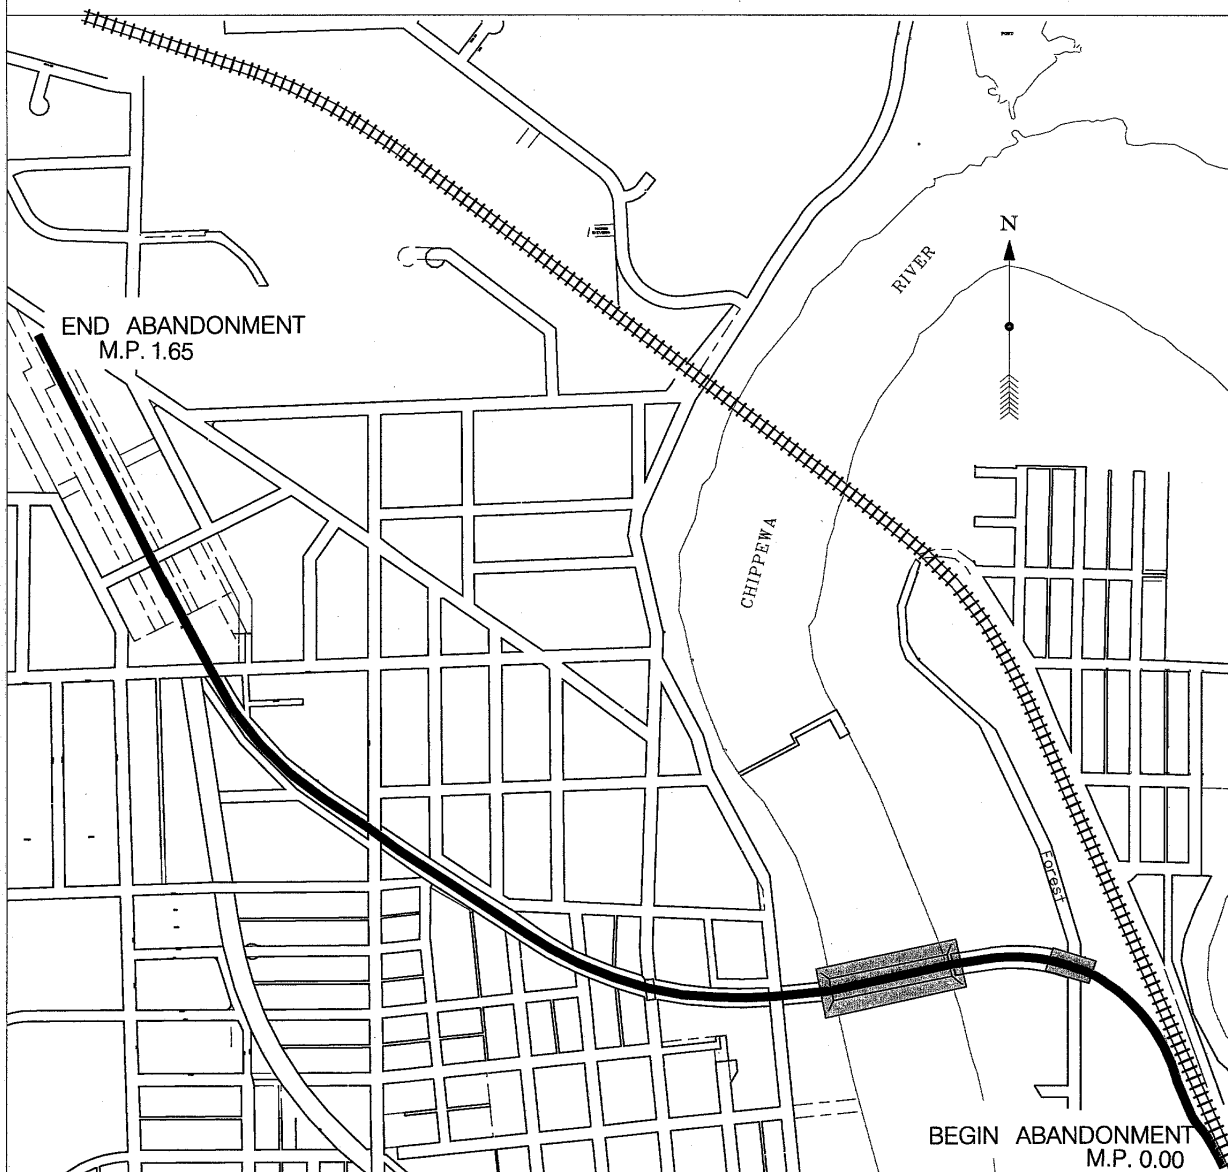 N
RIVER
END ABANDONMENT
M.P. 1.65
CHIPPEWA
Forest
BEGIN ABANDONMENT
M.P. 0.00